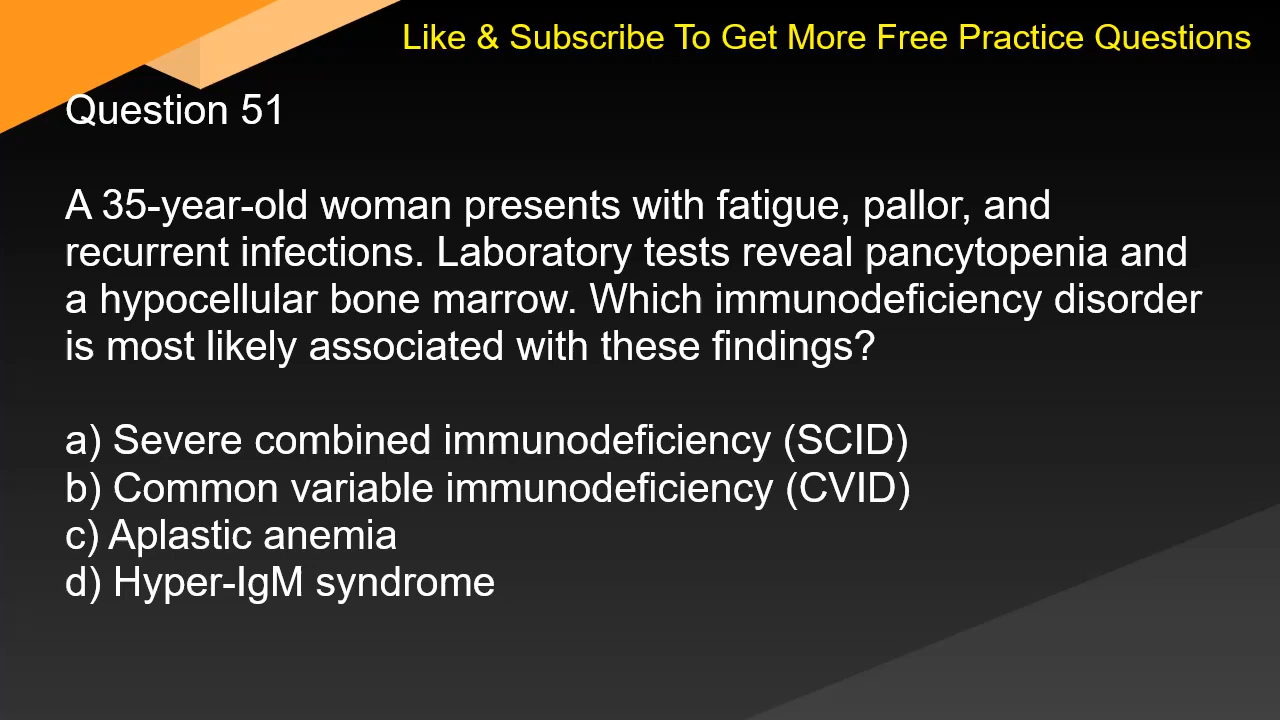 Like & Subscribe To Get More Free Practice Questions
Question 51
A 35-year-old woman presents with fatigue, pallor, and
recurrent infections. Laboratory tests reveal pancytopenia and
a hypocellular bone marrow. Which immunodeficiency disorder
is most likely associated with these findings?
a) Severe combined immunodeficiency (SCID)
b) Common variable immunodeficiency (CVID)
c) Aplastic anemia
d) Hyper-IgM syndrome